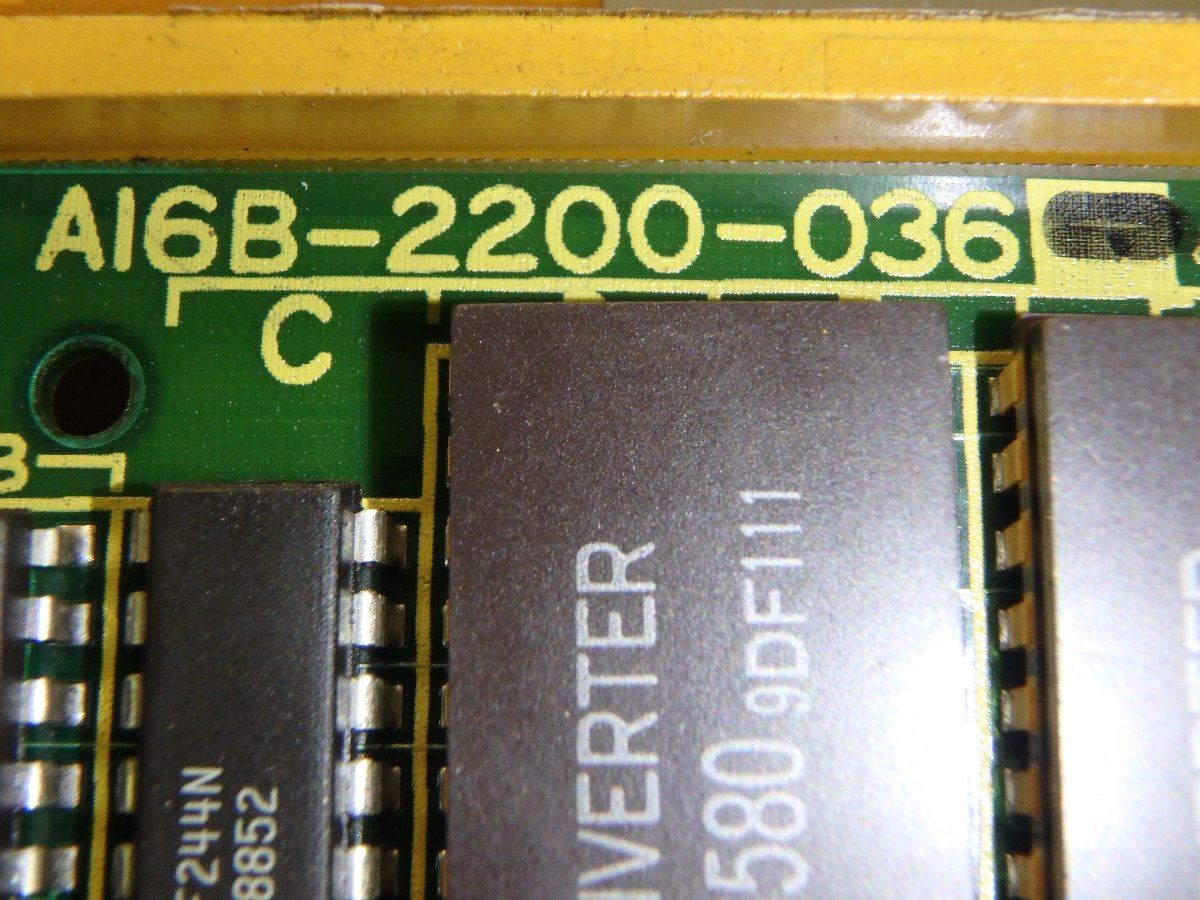 A16B-2200-036
C
B
F244N
8852
VERTER
580 9DF111